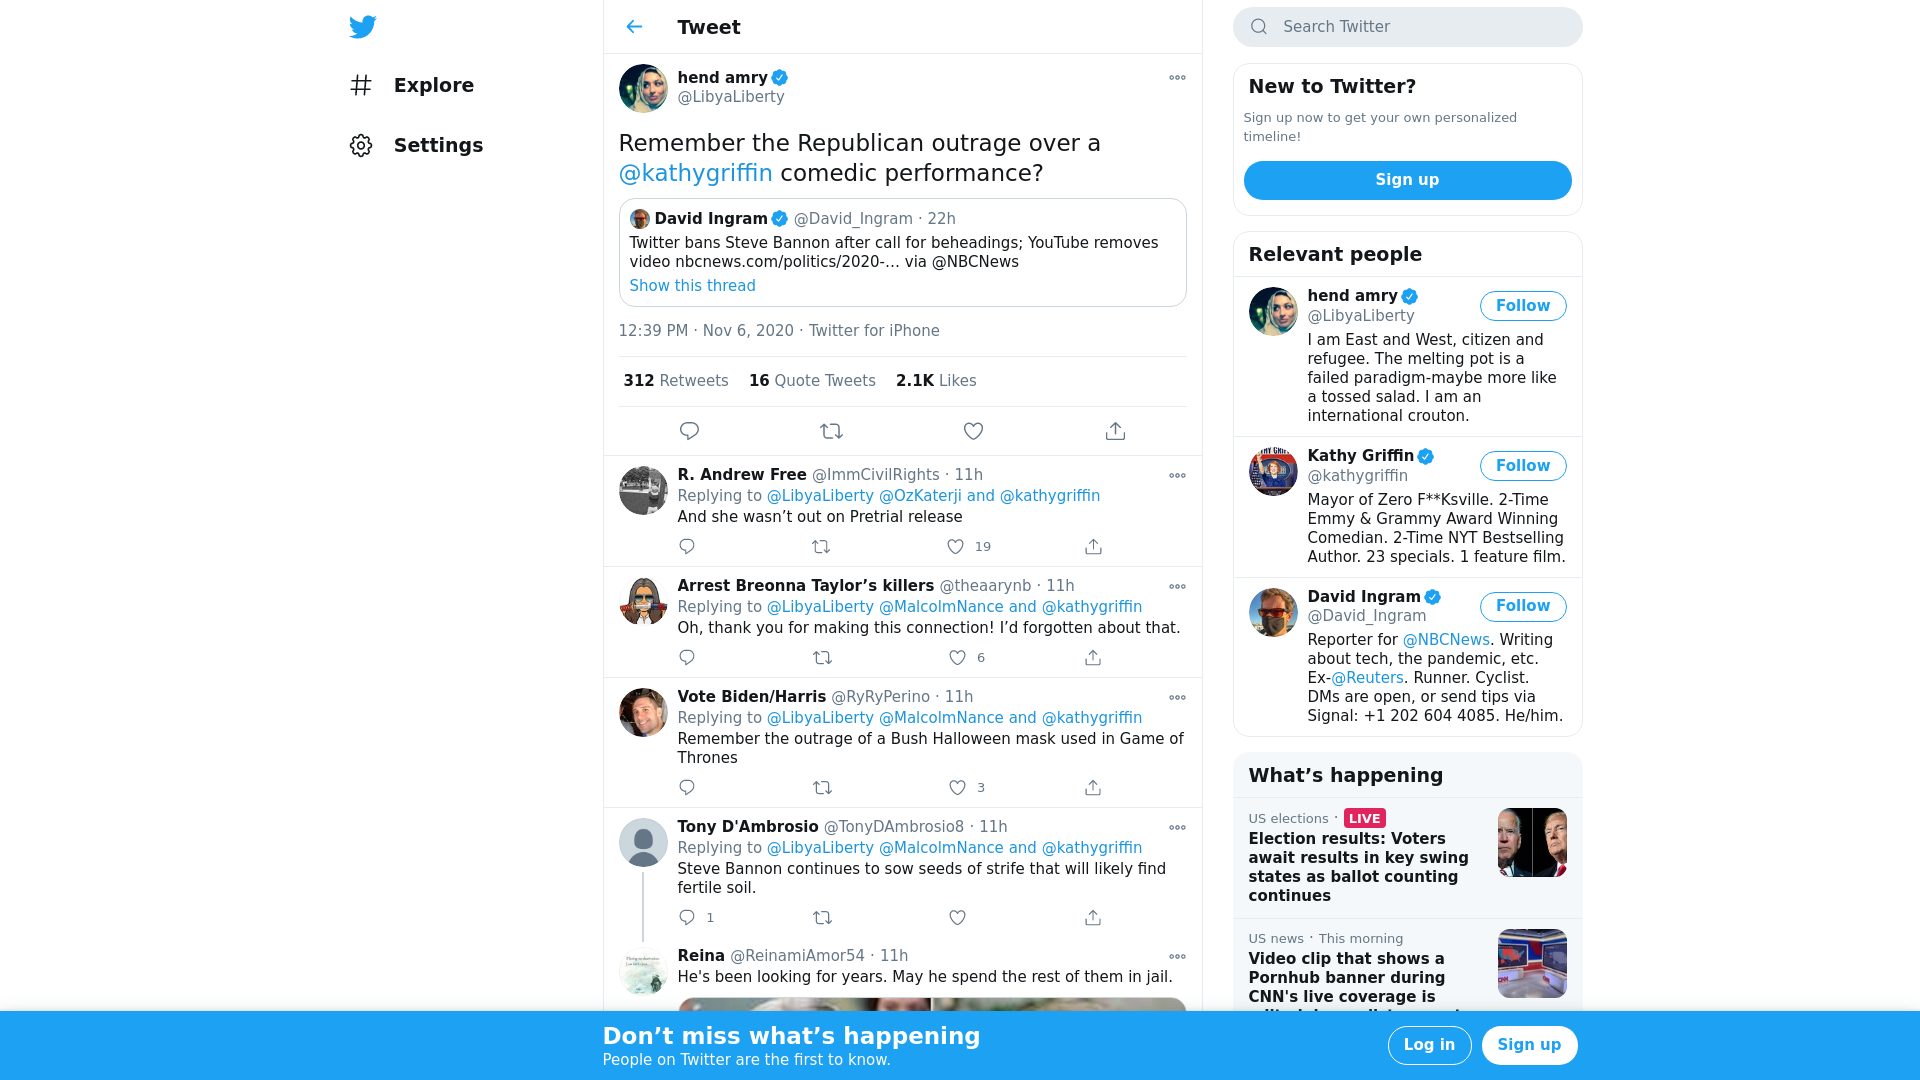 Explore
Settings
Tweet
hend amry
@LibyaLiberty
Remember the Republican outrage over a
@kathygriffin comedic performance?
David Ingram @David_Ingram · 22h
Twitter bans Steve Bannon after call for beheadings; YouTube removes
video nbcnews.com/politics/2020-… via @NBCNews
Show this thread
12:39 PM · Nov 6, 2020 · Twitter for iPhone
312 Retweets 16 Quote Tweets 2.1K Likes
R. Andrew Free @ImmCivilRights · 11h
Replying to @LibyaLiberty @OzKaterji and @kathygriffin
And she wasn’t out on Pretrial release
19
Arrest Breonna Taylor’s killers @theaarynb · 11h
Replying to @LibyaLiberty @MalcolmNance and @kathygriffin
Oh, thank you for making this connection! I’d forgotten about that.
6
Vote Biden/Harris @RyRyPerino · 11h
Replying to @LibyaLiberty @MalcolmNance and @kathygriffin
Remember the outrage of a Bush Halloween mask used in Game of
Thrones
3
Tony D'Ambrosio @TonyDAmbrosio8 · 11h
Replying to @LibyaLiberty @MalcolmNance and @kathygriffin
Steve Bannon continues to sow seeds of strife that will likely find
fertile soil.
1
Reina @ReinamiAmor54 · 11h
He's been looking for years. May he spend the rest of them in jail.
Search Twitter
New to Twitter?
Sign up now to get your own personalized
timeline!
Sign up
Relevant people
hend amry
@LibyaLiberty
Follow
I am East and West, citizen and
refugee. The melting pot is a
failed paradigm-maybe more like
a tossed salad. I am an
international crouton.
Kathy Griffin
@kathygriffin
Follow
Mayor of Zero F**Ksville. 2-Time
Emmy & Grammy Award Winning
Comedian. 2-Time NYT Bestselling
Author. 23 specials. 1 feature film.
David Ingram
@David_Ingram
Follow
Reporter for @NBCNews. Writing
about tech, the pandemic, etc.
Ex-@Reuters. Runner. Cyclist.
DMs are open, or send tips via
Signal: +1 202 604 4085. He/him.
What’s happening
US elections · LIVE
Election results: Voters
await results in key swing
states as ballot counting
continues
US news · This morning
Video clip that shows a
Pornhub banner during
CNN's live coverage is
Don’t miss what’s happening
People on Twitter are the first to know.
Log in
Sign up